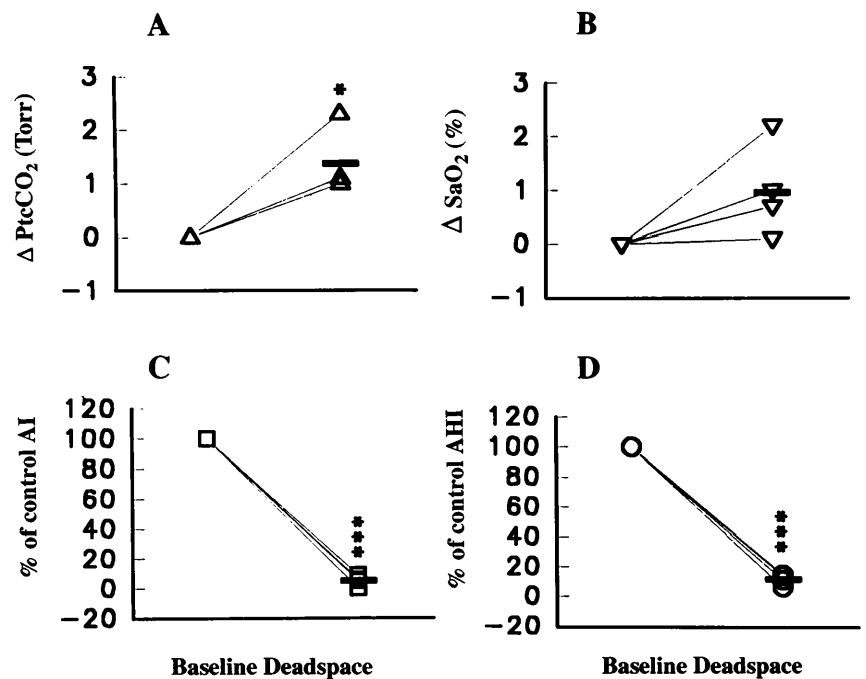 A
Δ PtcCO₂ (Torr)
3
2
1
0
−1
*
B
Δ SaO₂ (%)
3
2
1
0
−1
C
% of control AI
120
100
80
60
40
20
0
−20
***
Baseline Deadspace
D
% of control AHI
120
100
80
60
40
20
0
−20
***
Baseline Deadspace